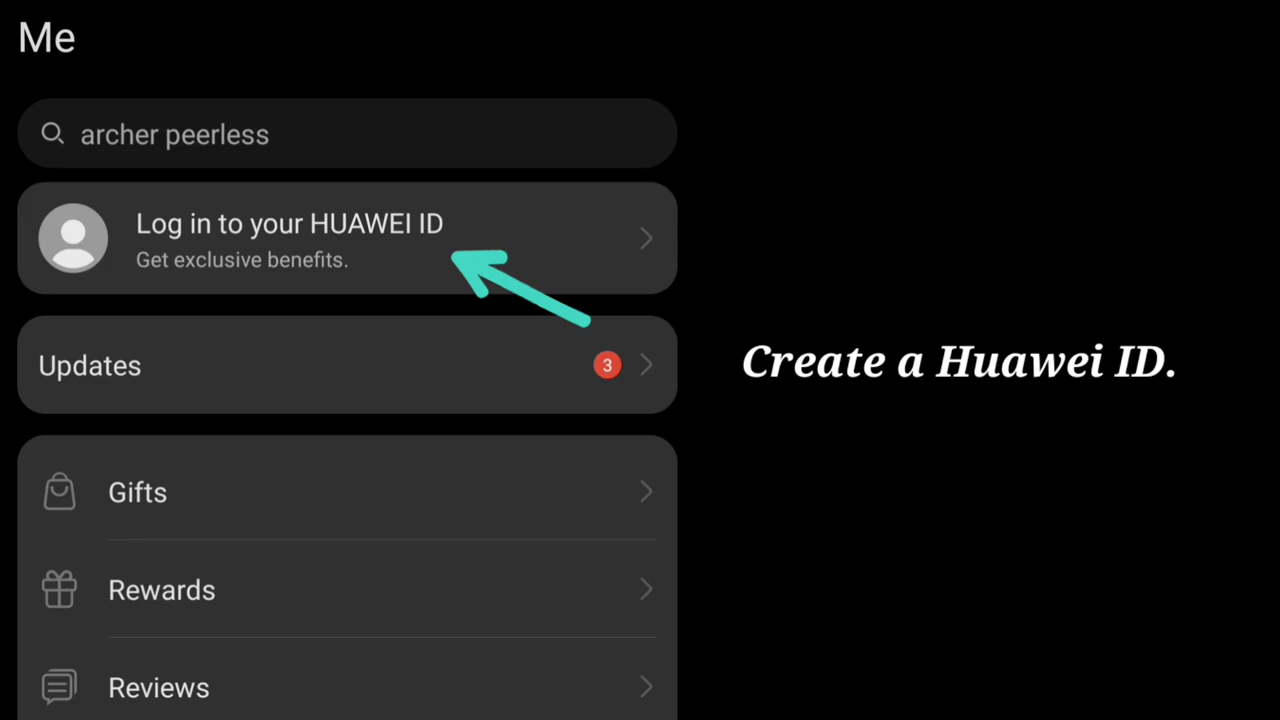 Me
archer peerless
Log in to your HUAWEI ID
Get exclusive benefits.
Updates
3
Create a Huawei ID.
Gifts
Rewards
Reviews